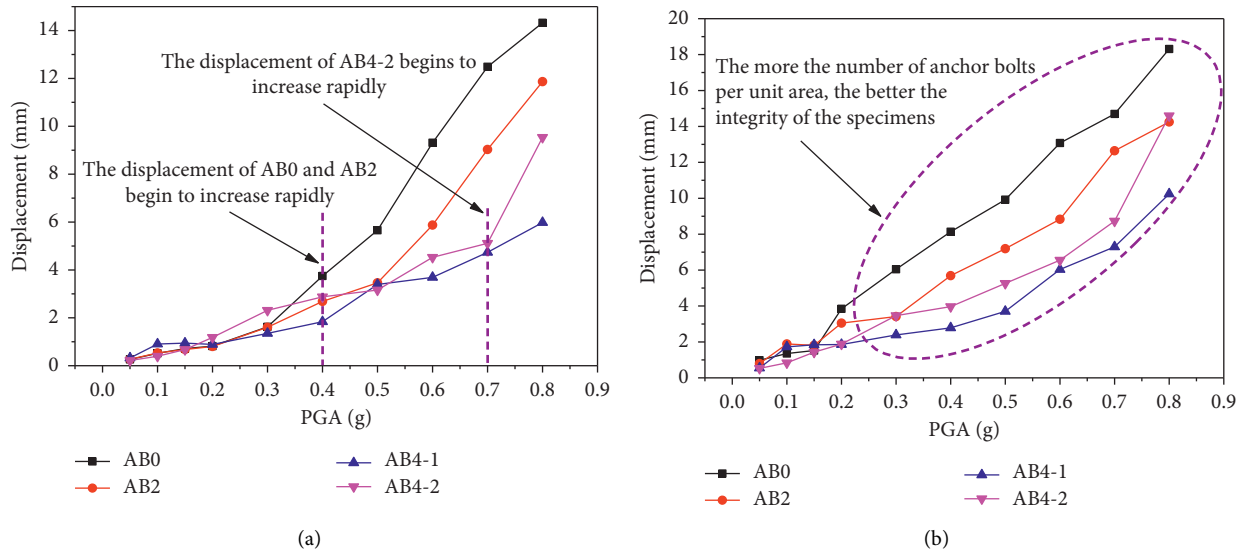 14
12
10
8
6
4
2
0
Displacement (mm)
The displacement of AB4-2 begins to
increase rapidly
The displacement of AB0 and AB2
begin to increase rapidly
0.0 0.1 0.2 0.3 0.4 0.5 0.6 0.7 0.8 0.9
PGA (g)
AB0
AB2
AB4-1
AB4-2
(a)
20
18
16
14
12
10
8
6
4
2
0
Displacement (mm)
The more the number of anchor bolts
per unit area, the better the
integrity of the specimens
0.0 0.1 0.2 0.3 0.4 0.5 0.6 0.7 0.8 0.9
PGA (g)
AB0
AB2
AB4-1
AB4-2
(b)